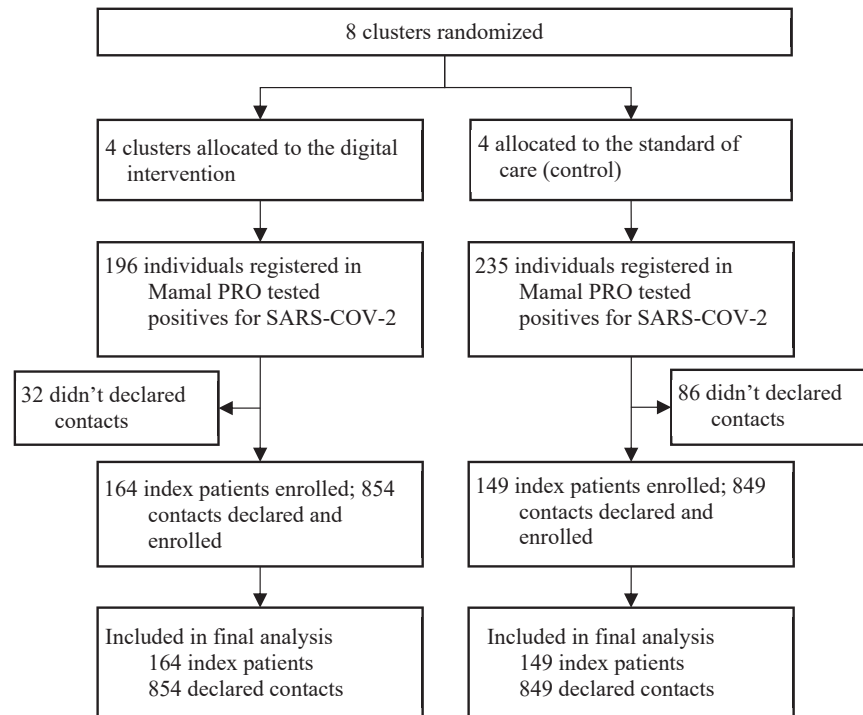 8 clusters randomized
4 clusters allocated to the digital
intervention
4 allocated to the standard of
care (control)
196 individuals registered in
Mamal PRO tested
positives for SARS-COV-2
235 individuals registered in
Mamal PRO tested
positives for SARS-COV-2
32 didn’t declared
contacts
86 didn’t declared
contacts
164 index patients enrolled; 854
contacts declared and
enrolled
149 index patients enrolled; 849
contacts declared and
enrolled
Included in final analysis
164 index patients
854 declared contacts
Included in final analysis
149 index patients
849 declared contacts